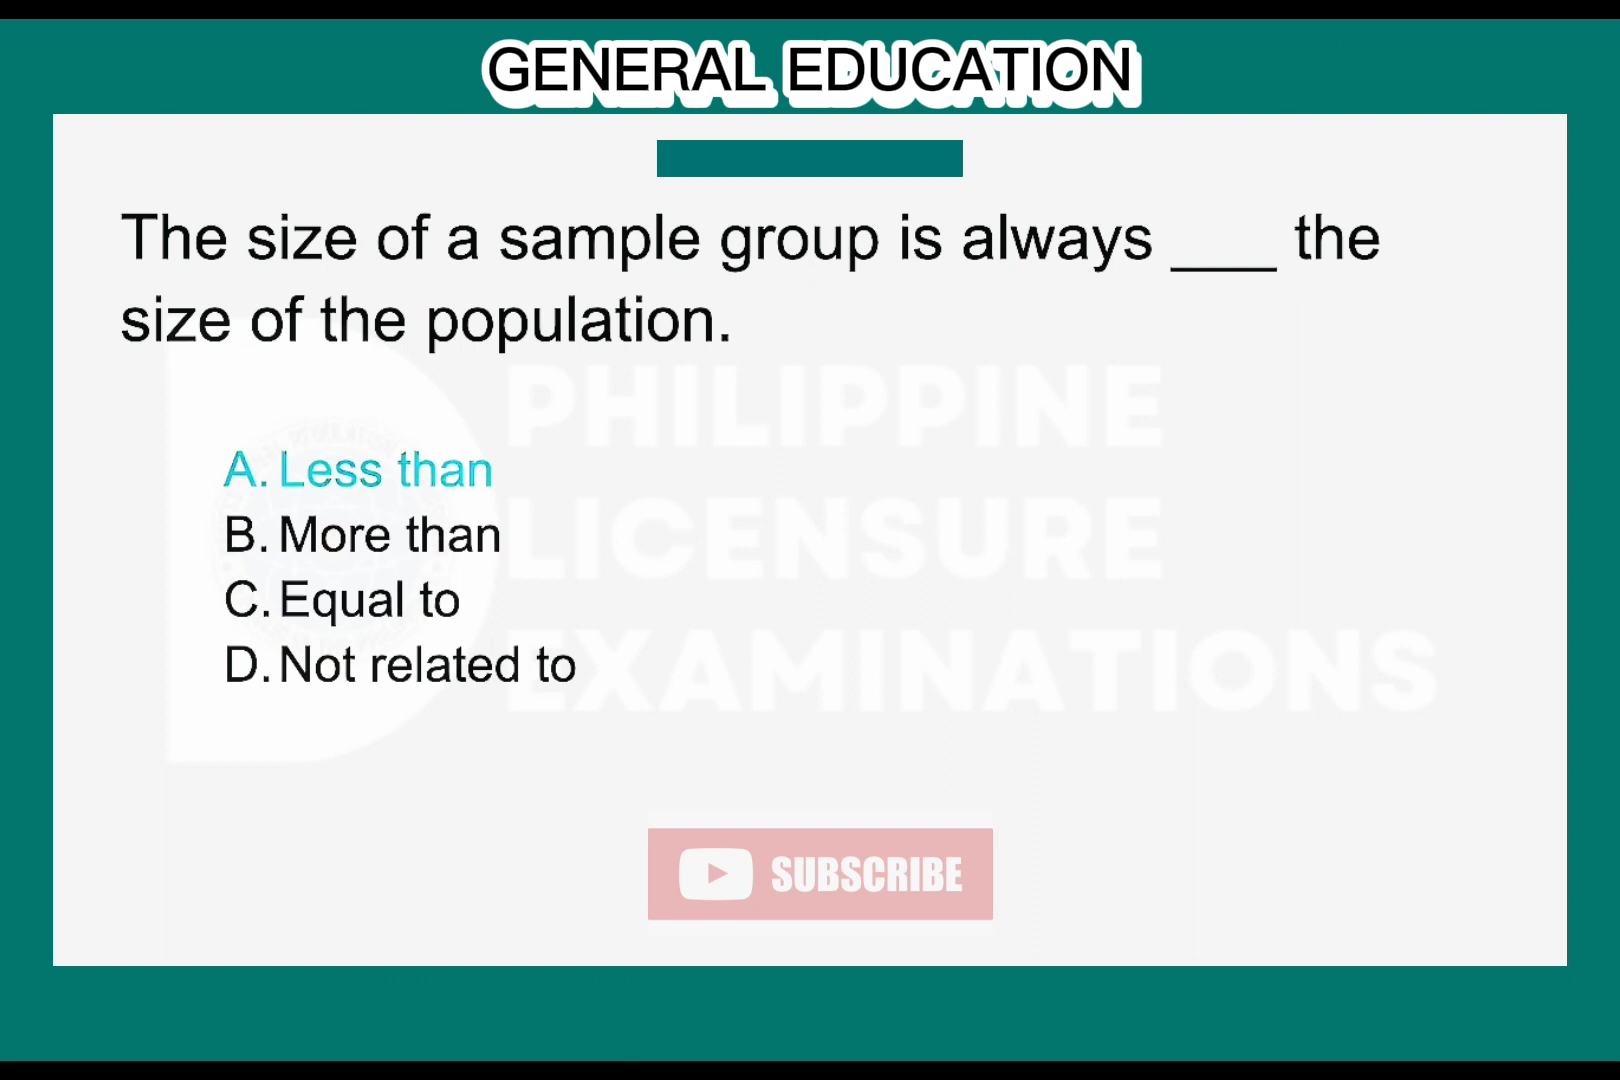 GENERAL EDUCATION
The size of a sample group is always ___ the
size of the population.
PHILIPPINE
LICENSURE
EXAMINATIONS
A. Less than
B. More than
C. Equal to
D. Not related to
SUBSCRIBE